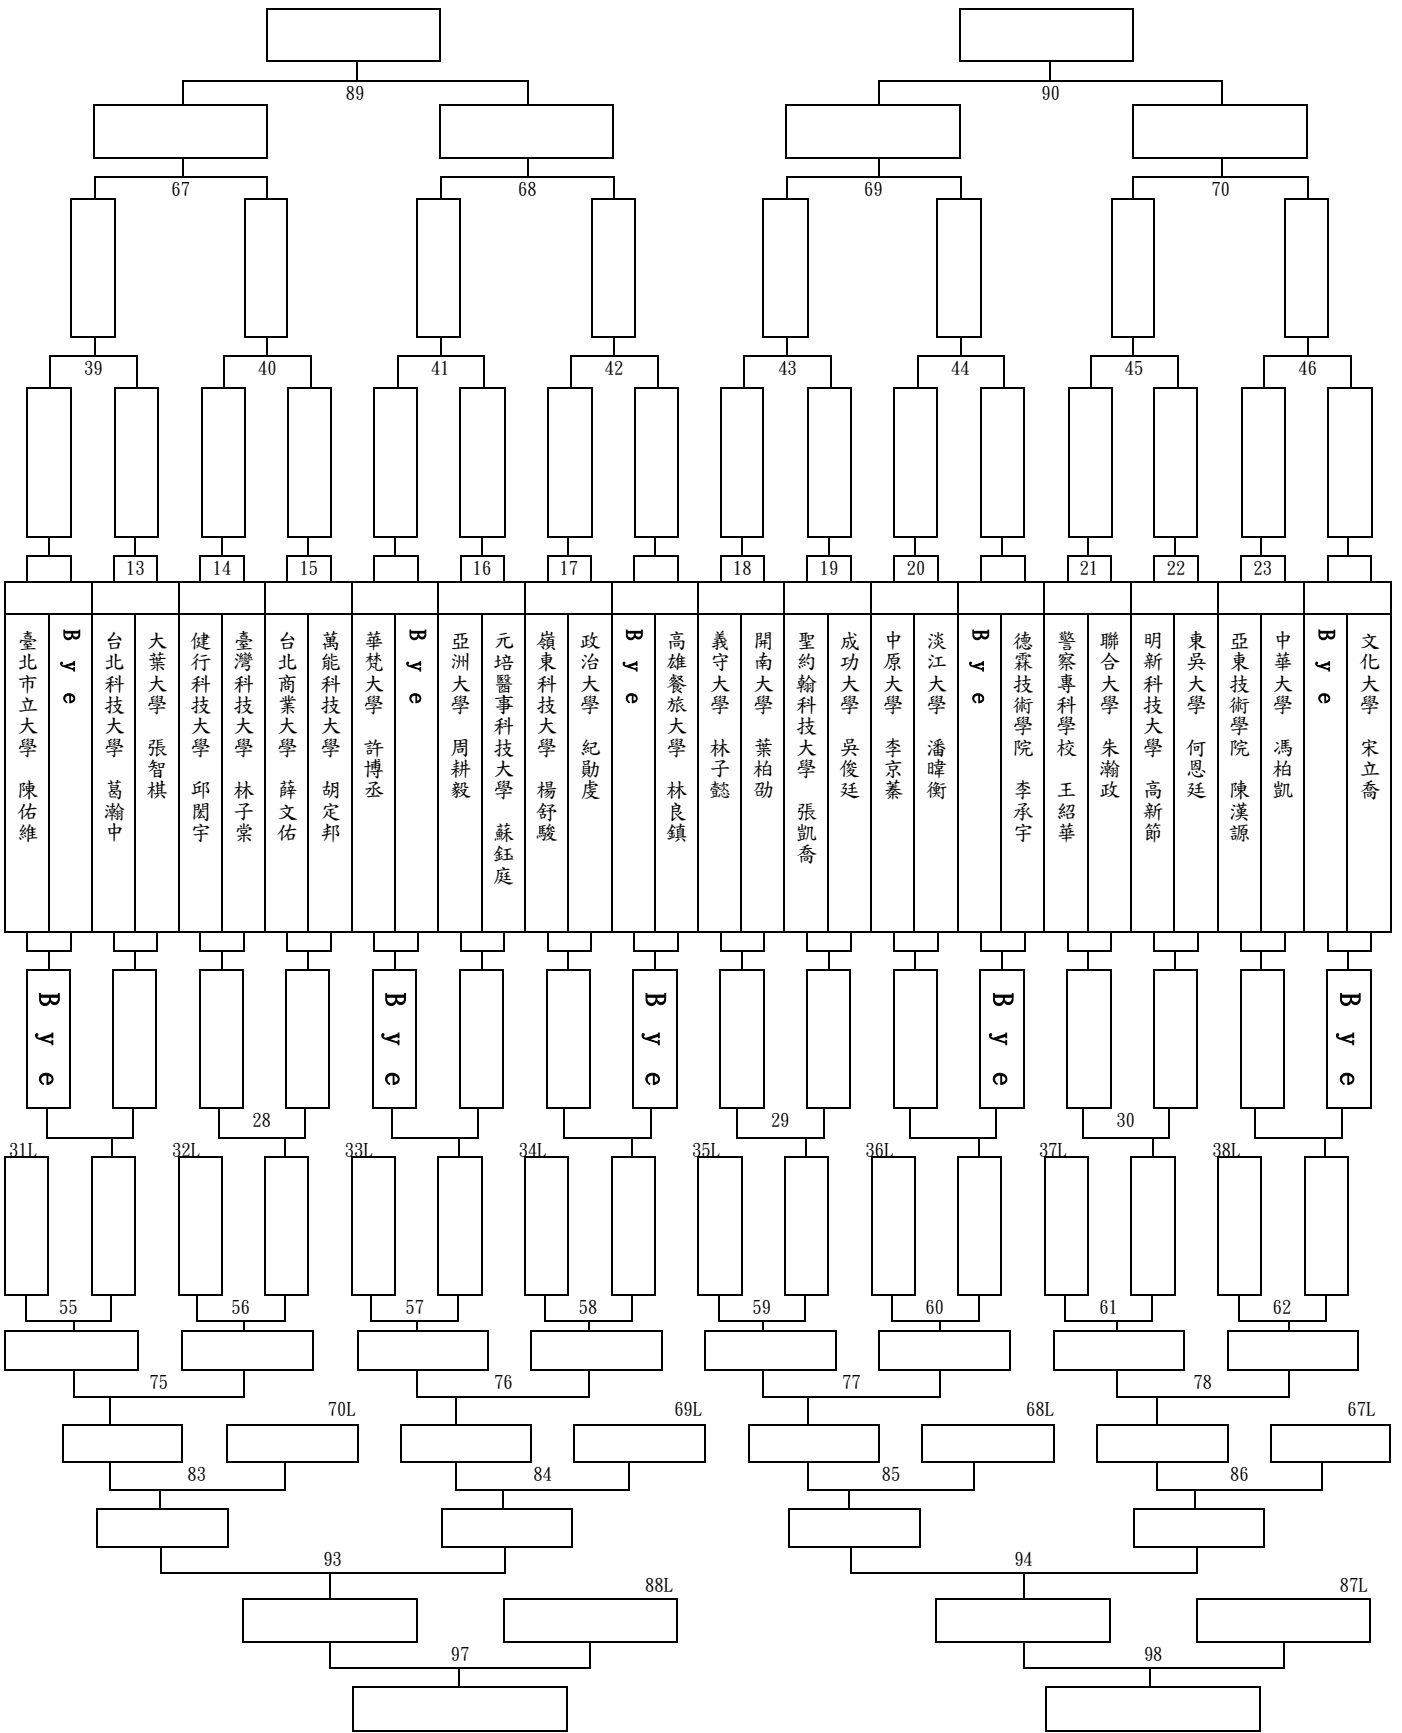 89
90
67
68
69
70
39
40
41
42
43
44
45
46
13
14
15
16
17
18
19
20
21
22
23
臺北市立大學 陳佑維
Bye
台北科技大學 葛瀚中
大葉大學 張智棋
健行科技大學 邱閎宇
臺灣科技大學 林子棠
台北商業大學 薛文佑
萬能科技大學 胡定邦
華梵大學 許博丞
Bye
亞洲大學 周耕毅
元培醫事科技大學 蘇鈺庭
嶺東科技大學 楊舒駿
政治大學 紀勛虔
Bye
高雄餐旅大學 林良鎮
義守大學 林子懿
開南大學 葉柏劭
聖約翰科技大學 張凱喬
成功大學 吳俊廷
中原大學 李京蓁
淡江大學 潘暐衡
Bye
德霖技術學院 李承宇
警察專科學校 王紹華
聯合大學 朱瀚政
明新科技大學 高新節
東吳大學 何恩廷
亞東技術學院 陳漢謜
中華大學 馮柏凱
Bye
文化大學 宋立喬
Bye
Bye
Bye
Bye
Bye
28
29
30
31L
32L
33L
34L
35L
36L
37L
38L
55
56
57
58
59
60
61
62
75
76
77
78
70L
69L
68L
67L
83
84
85
86
93
94
88L
87L
97
98